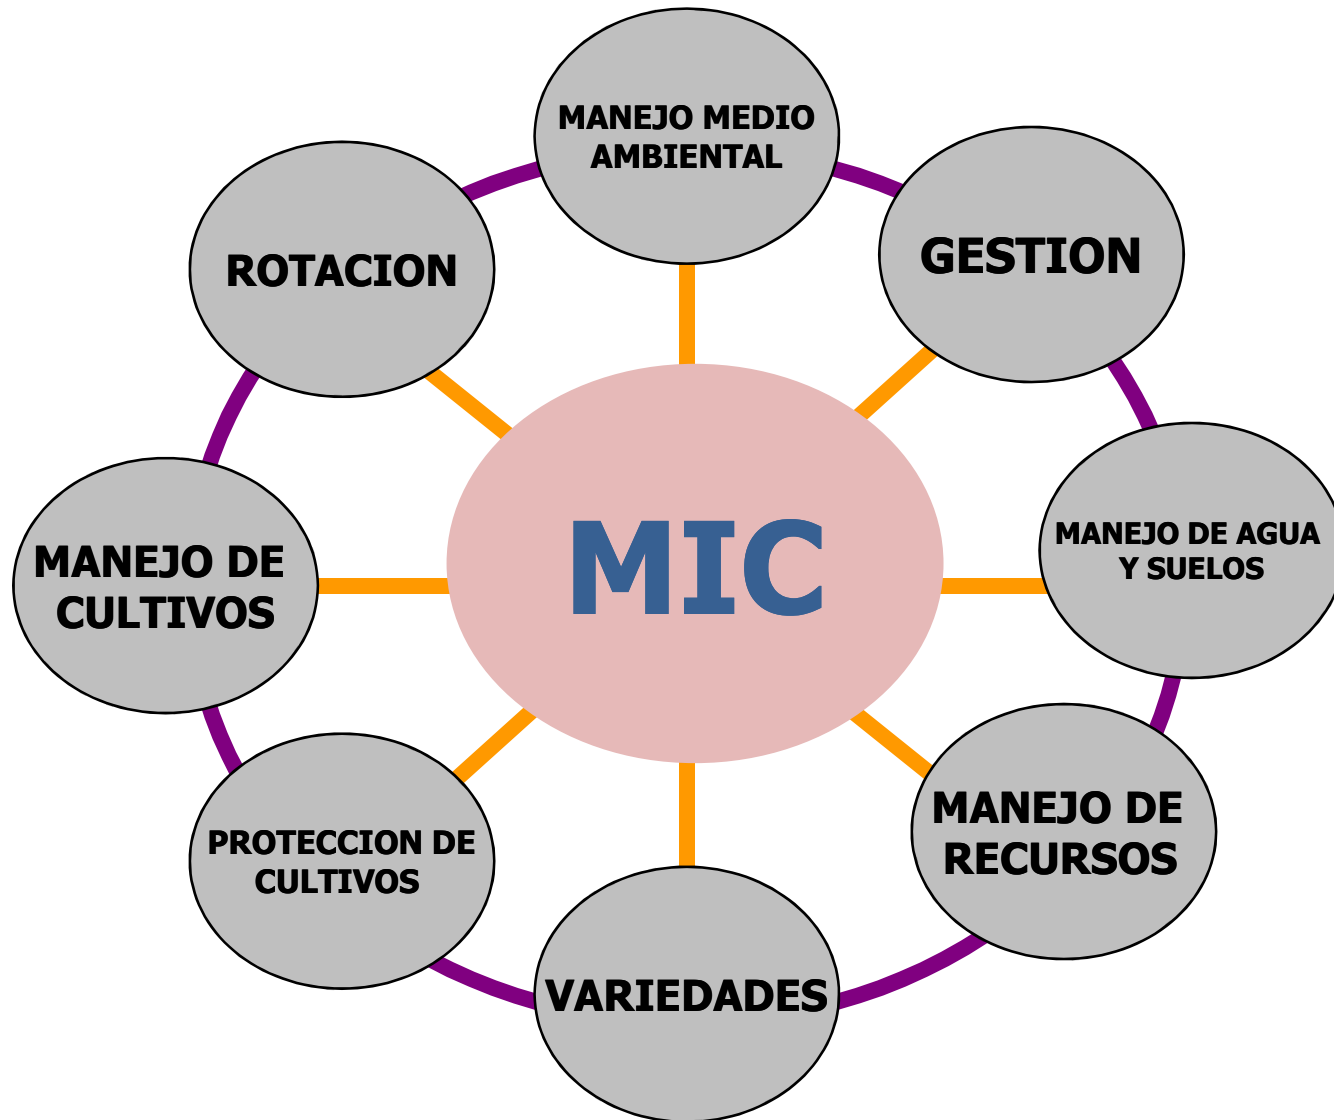 MANEJO MEDIO
AMBIENTAL
GESTION
ROTACION
MIC
MANEJO DE AGUA
Y SUELOS
MANEJO DE
CULTIVOS
MANEJO DE
RECURSOS
PROTECCION DE
CULTIVOS
VARIEDADES